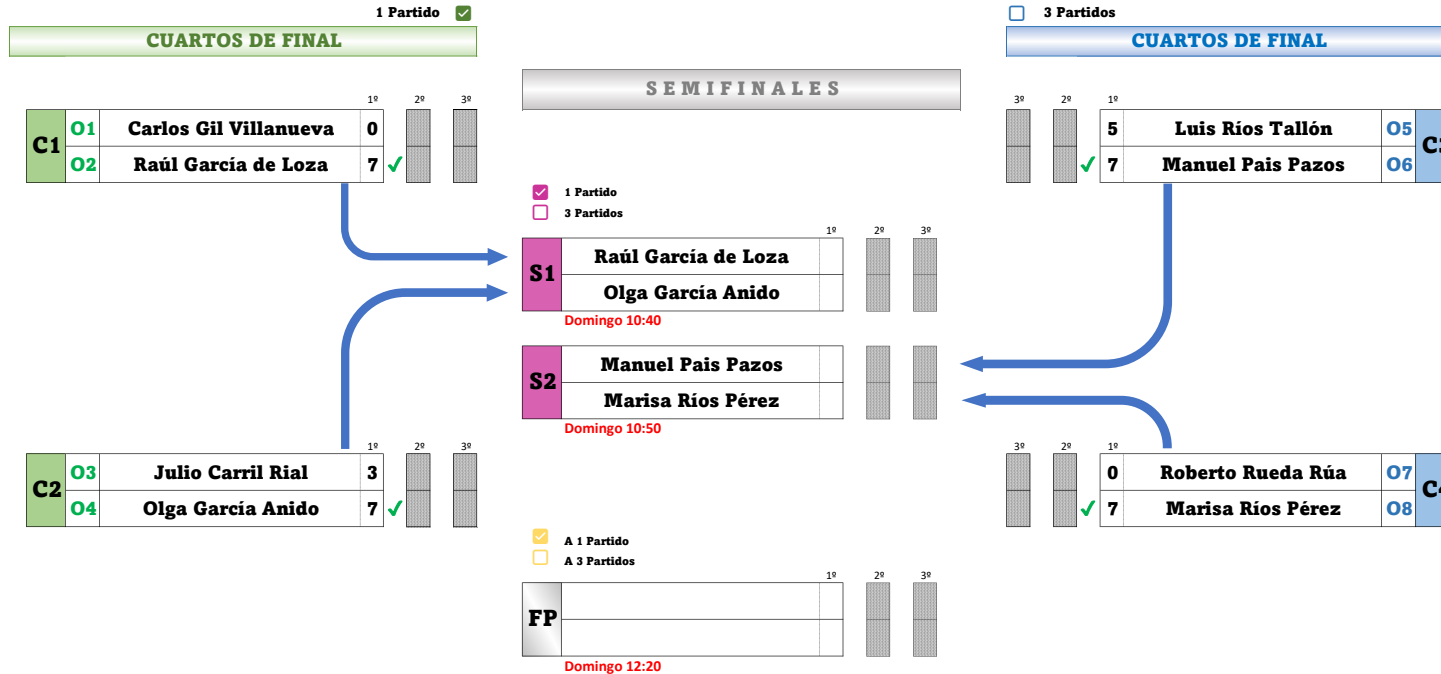 1 Partido
3 Partidos
CUARTOS DE FINAL
CUARTOS DE FINAL
SEMIFINALES
1º 2º 3º
C1
O1 Carlos Gil Villanueva 0
O2 Raúl García de Loza 7
3º 2º 1º
5 Luis Ríos Tallón O5
7 Manuel Pais Pazos O6
1 Partido
3 Partidos
1º 2º 3º
S1
Raúl García de Loza
Olga García Anido
Domingo 10:40
S2
Manuel Pais Pazos
Marisa Ríos Pérez
Domingo 10:50
1º 2º 3º
C2
O3 Julio Carril Rial 3
O4 Olga García Anido 7
3º 2º 1º
0 Roberto Rueda Rúa O7
7 Marisa Ríos Pérez O8
A 1 Partido
A 3 Partidos
1º 2º 3º
FP
Domingo 12:20